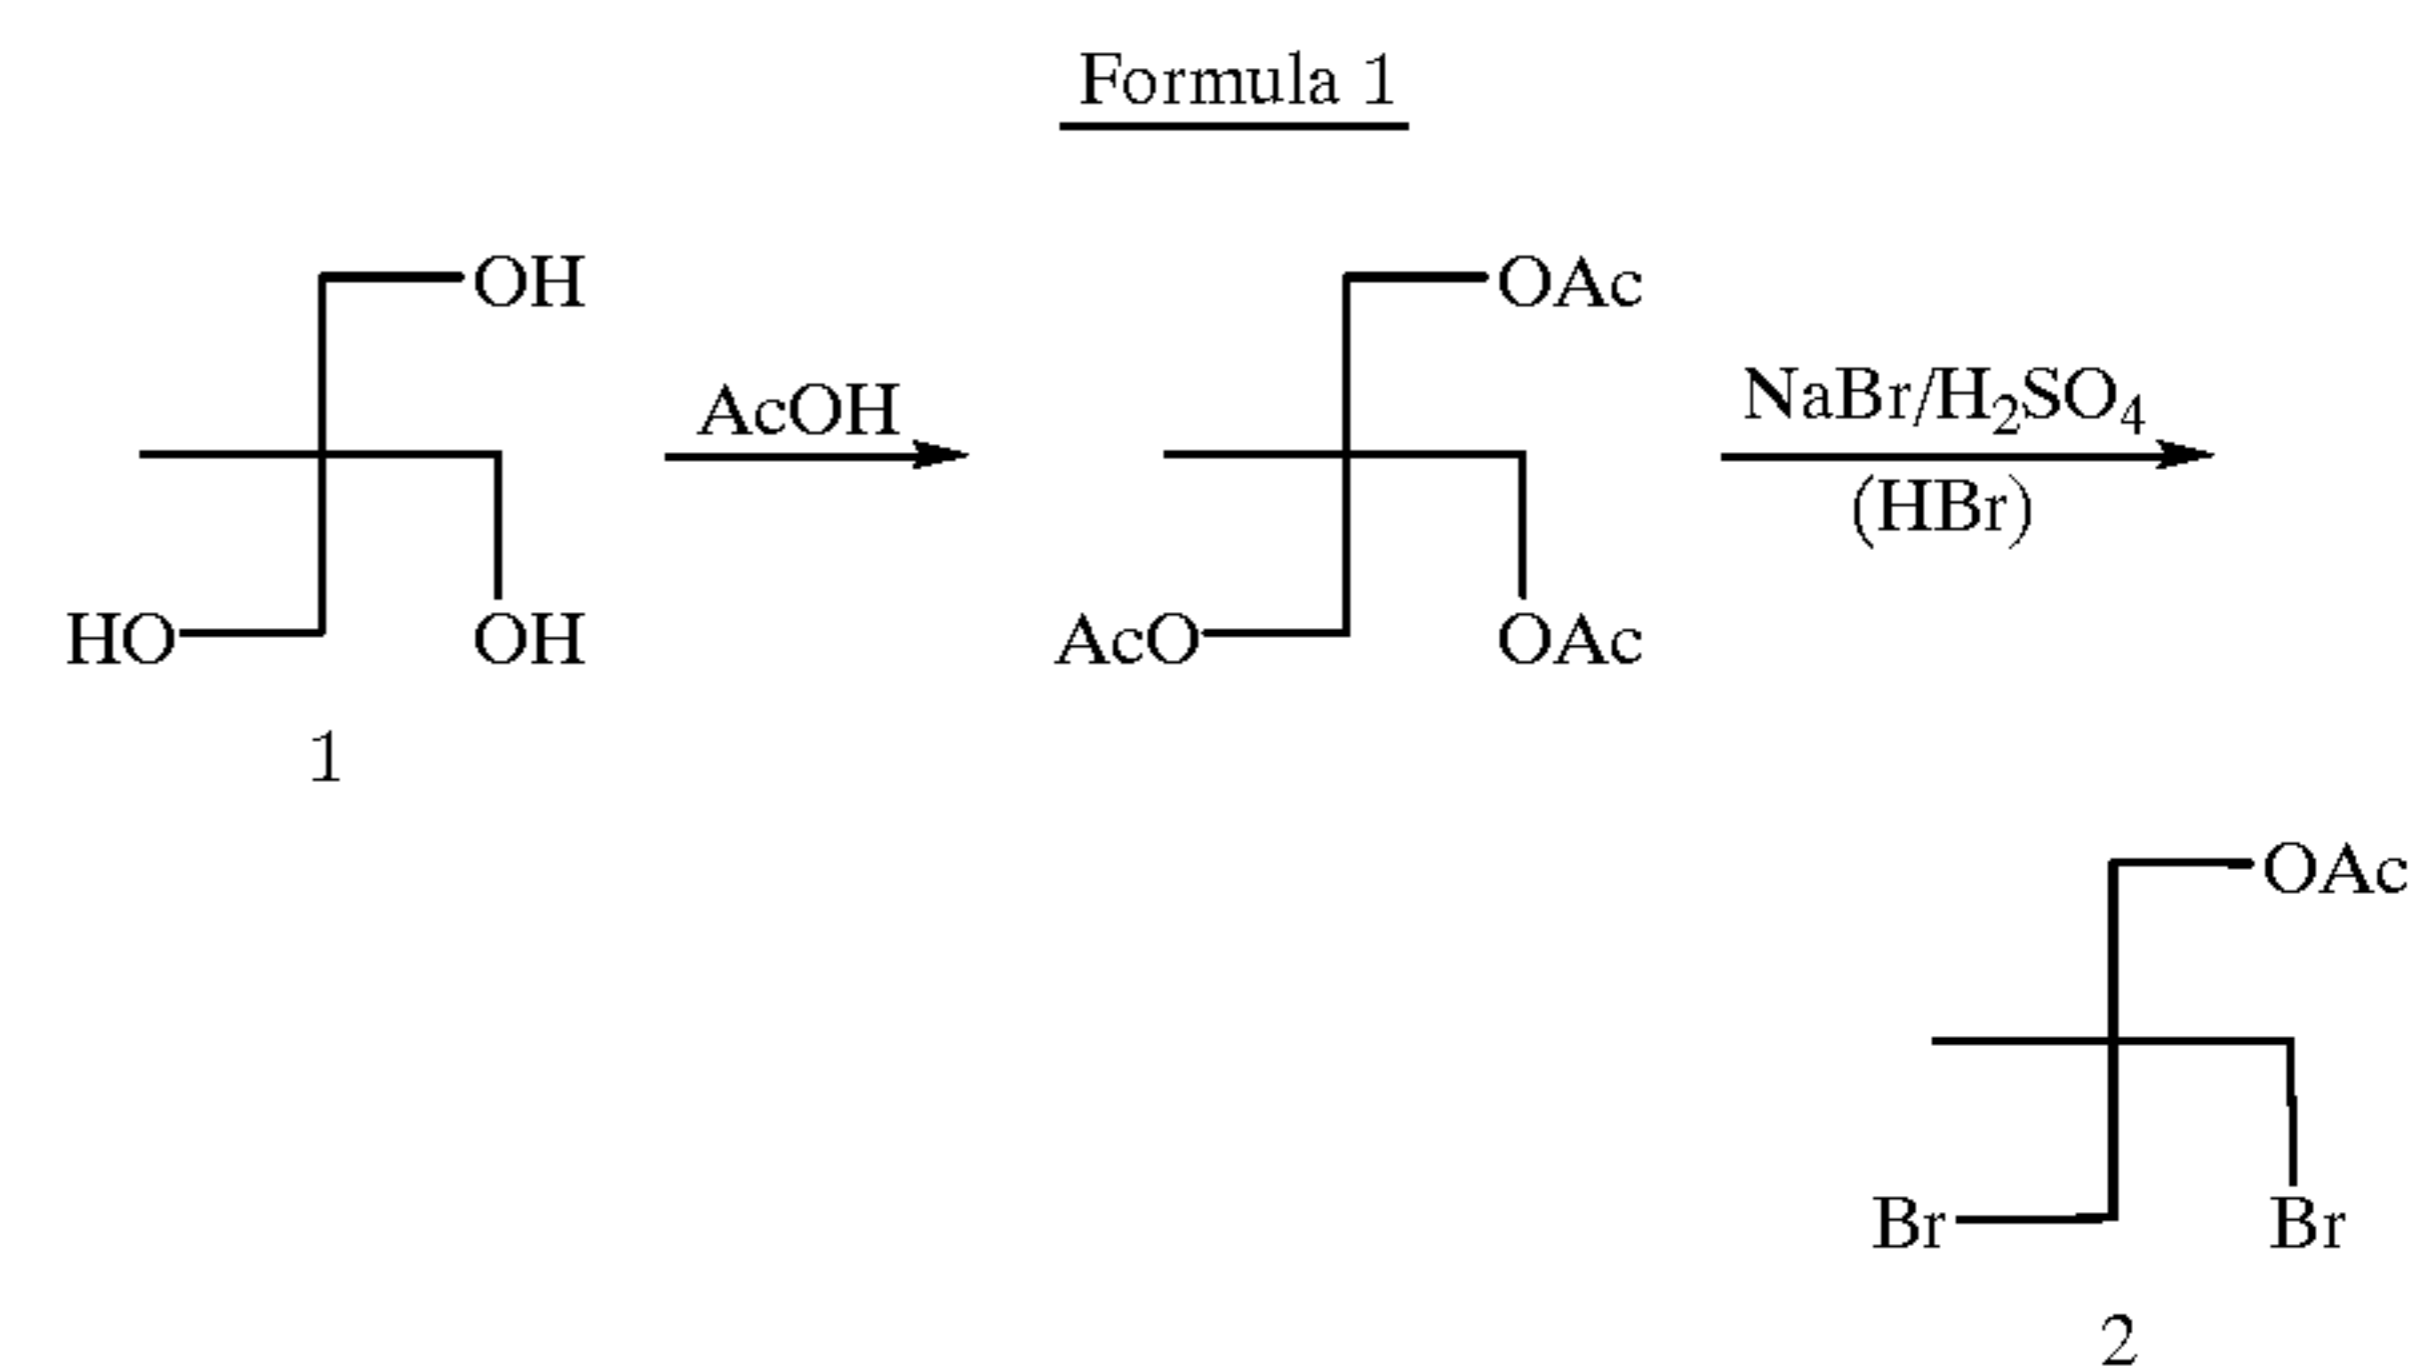 Formula 1
OH
HO
OH
1
AcOH
OAc
AcO
OAc
NaBr/H₂SO₄
(HBr)
OAc
Br
Br
2